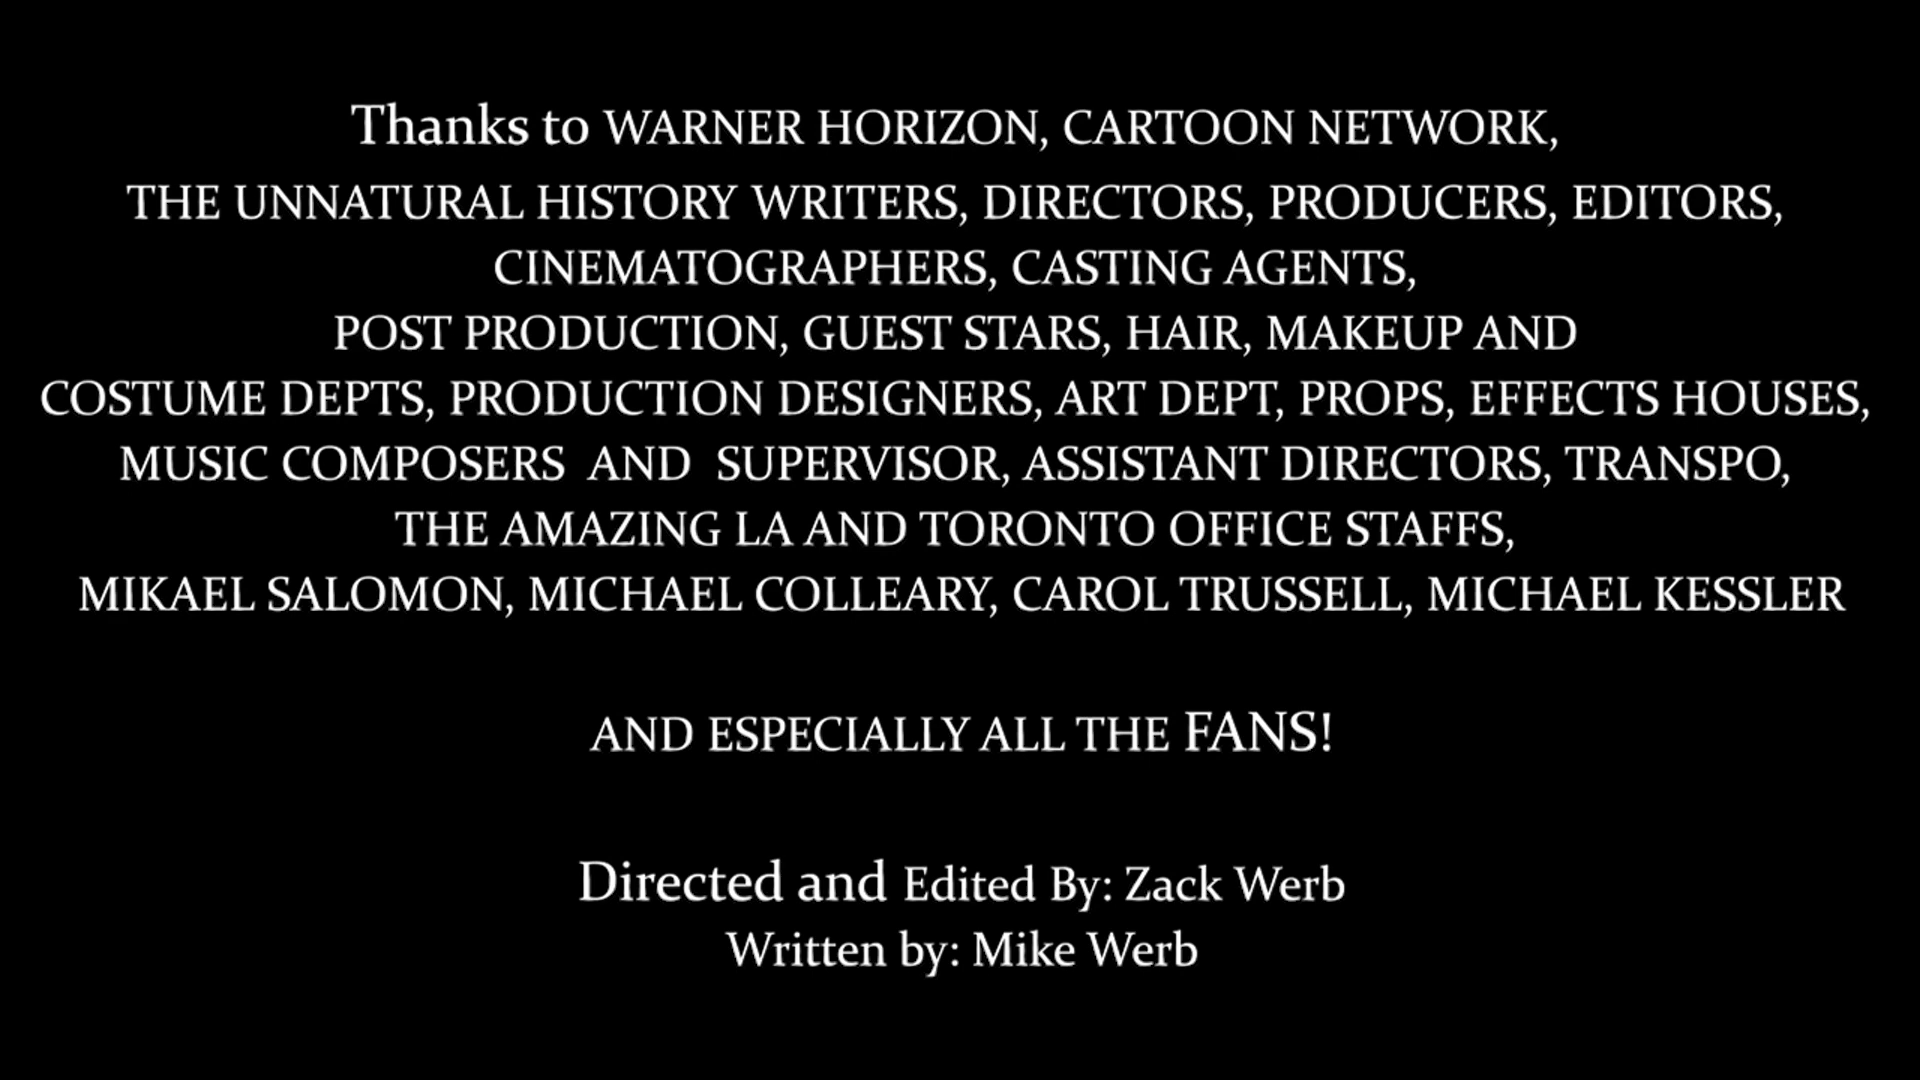 Thanks to WARNER HORIZON, CARTOON NETWORK,
THE UNNATURAL HISTORY WRITERS, DIRECTORS, PRODUCERS, EDITORS,
CINEMATOGRAPHERS, CASTING AGENTS,
POST PRODUCTION, GUEST STARS, HAIR, MAKEUP AND
COSTUME DEPTS, PRODUCTION DESIGNERS, ART DEPT, PROPS, EFFECTS HOUSES,
MUSIC COMPOSERS AND SUPERVISOR, ASSISTANT DIRECTORS, TRANSPO,
THE AMAZING LA AND TORONTO OFFICE STAFFS,
MIKAEL SALOMON, MICHAEL COLLEARY, CAROL TRUSSELL, MICHAEL KESSLER
AND ESPECIALLY ALL THE FANS!
Directed and Edited By: Zack Werb
Written by: Mike Werb